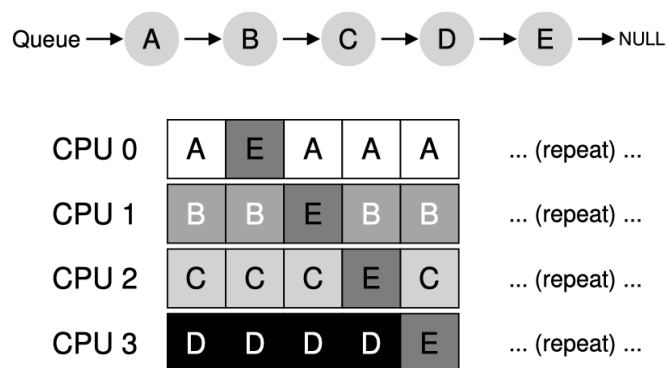 Queue A B C D E NULL
CPU 0 A E A A A ... (repeat) ...
CPU 1 B B E B B ... (repeat) ...
CPU 2 C C C E C ... (repeat) ...
CPU 3 D D D D E ... (repeat) ...